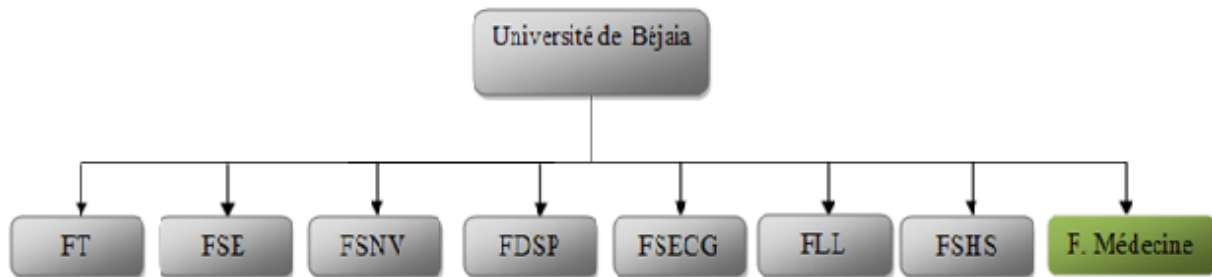 Université de Béjaia
FT
FSE
FSNV
FDSP
FSECG
FLL
FSHS
F. Médecine